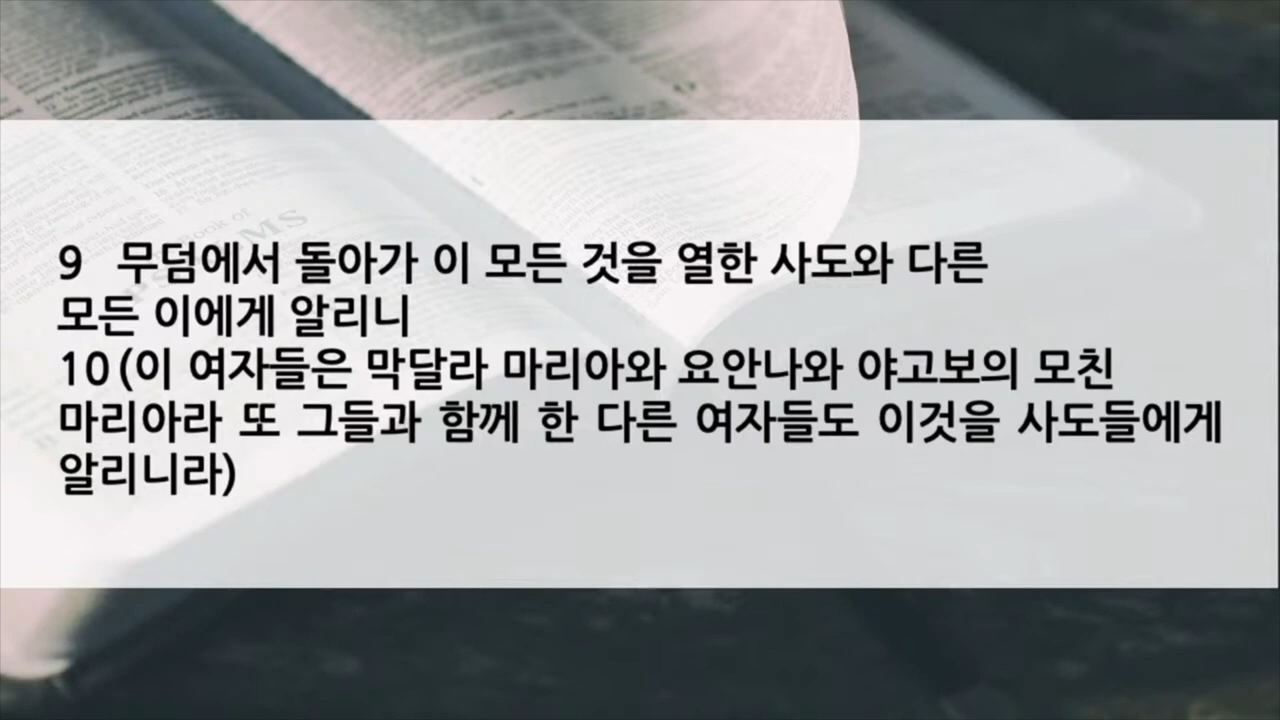 9 무덤에서 돌아가 이 모든 것을 열한 사도와 다른
모든 이에게 알리니
10 (이 여자들은 막달라 마리아와 요안나와 야고보의 모친
마리아라 또 그들과 함께 한 다른 여자들도 이것을 사도들에게
알리니라)